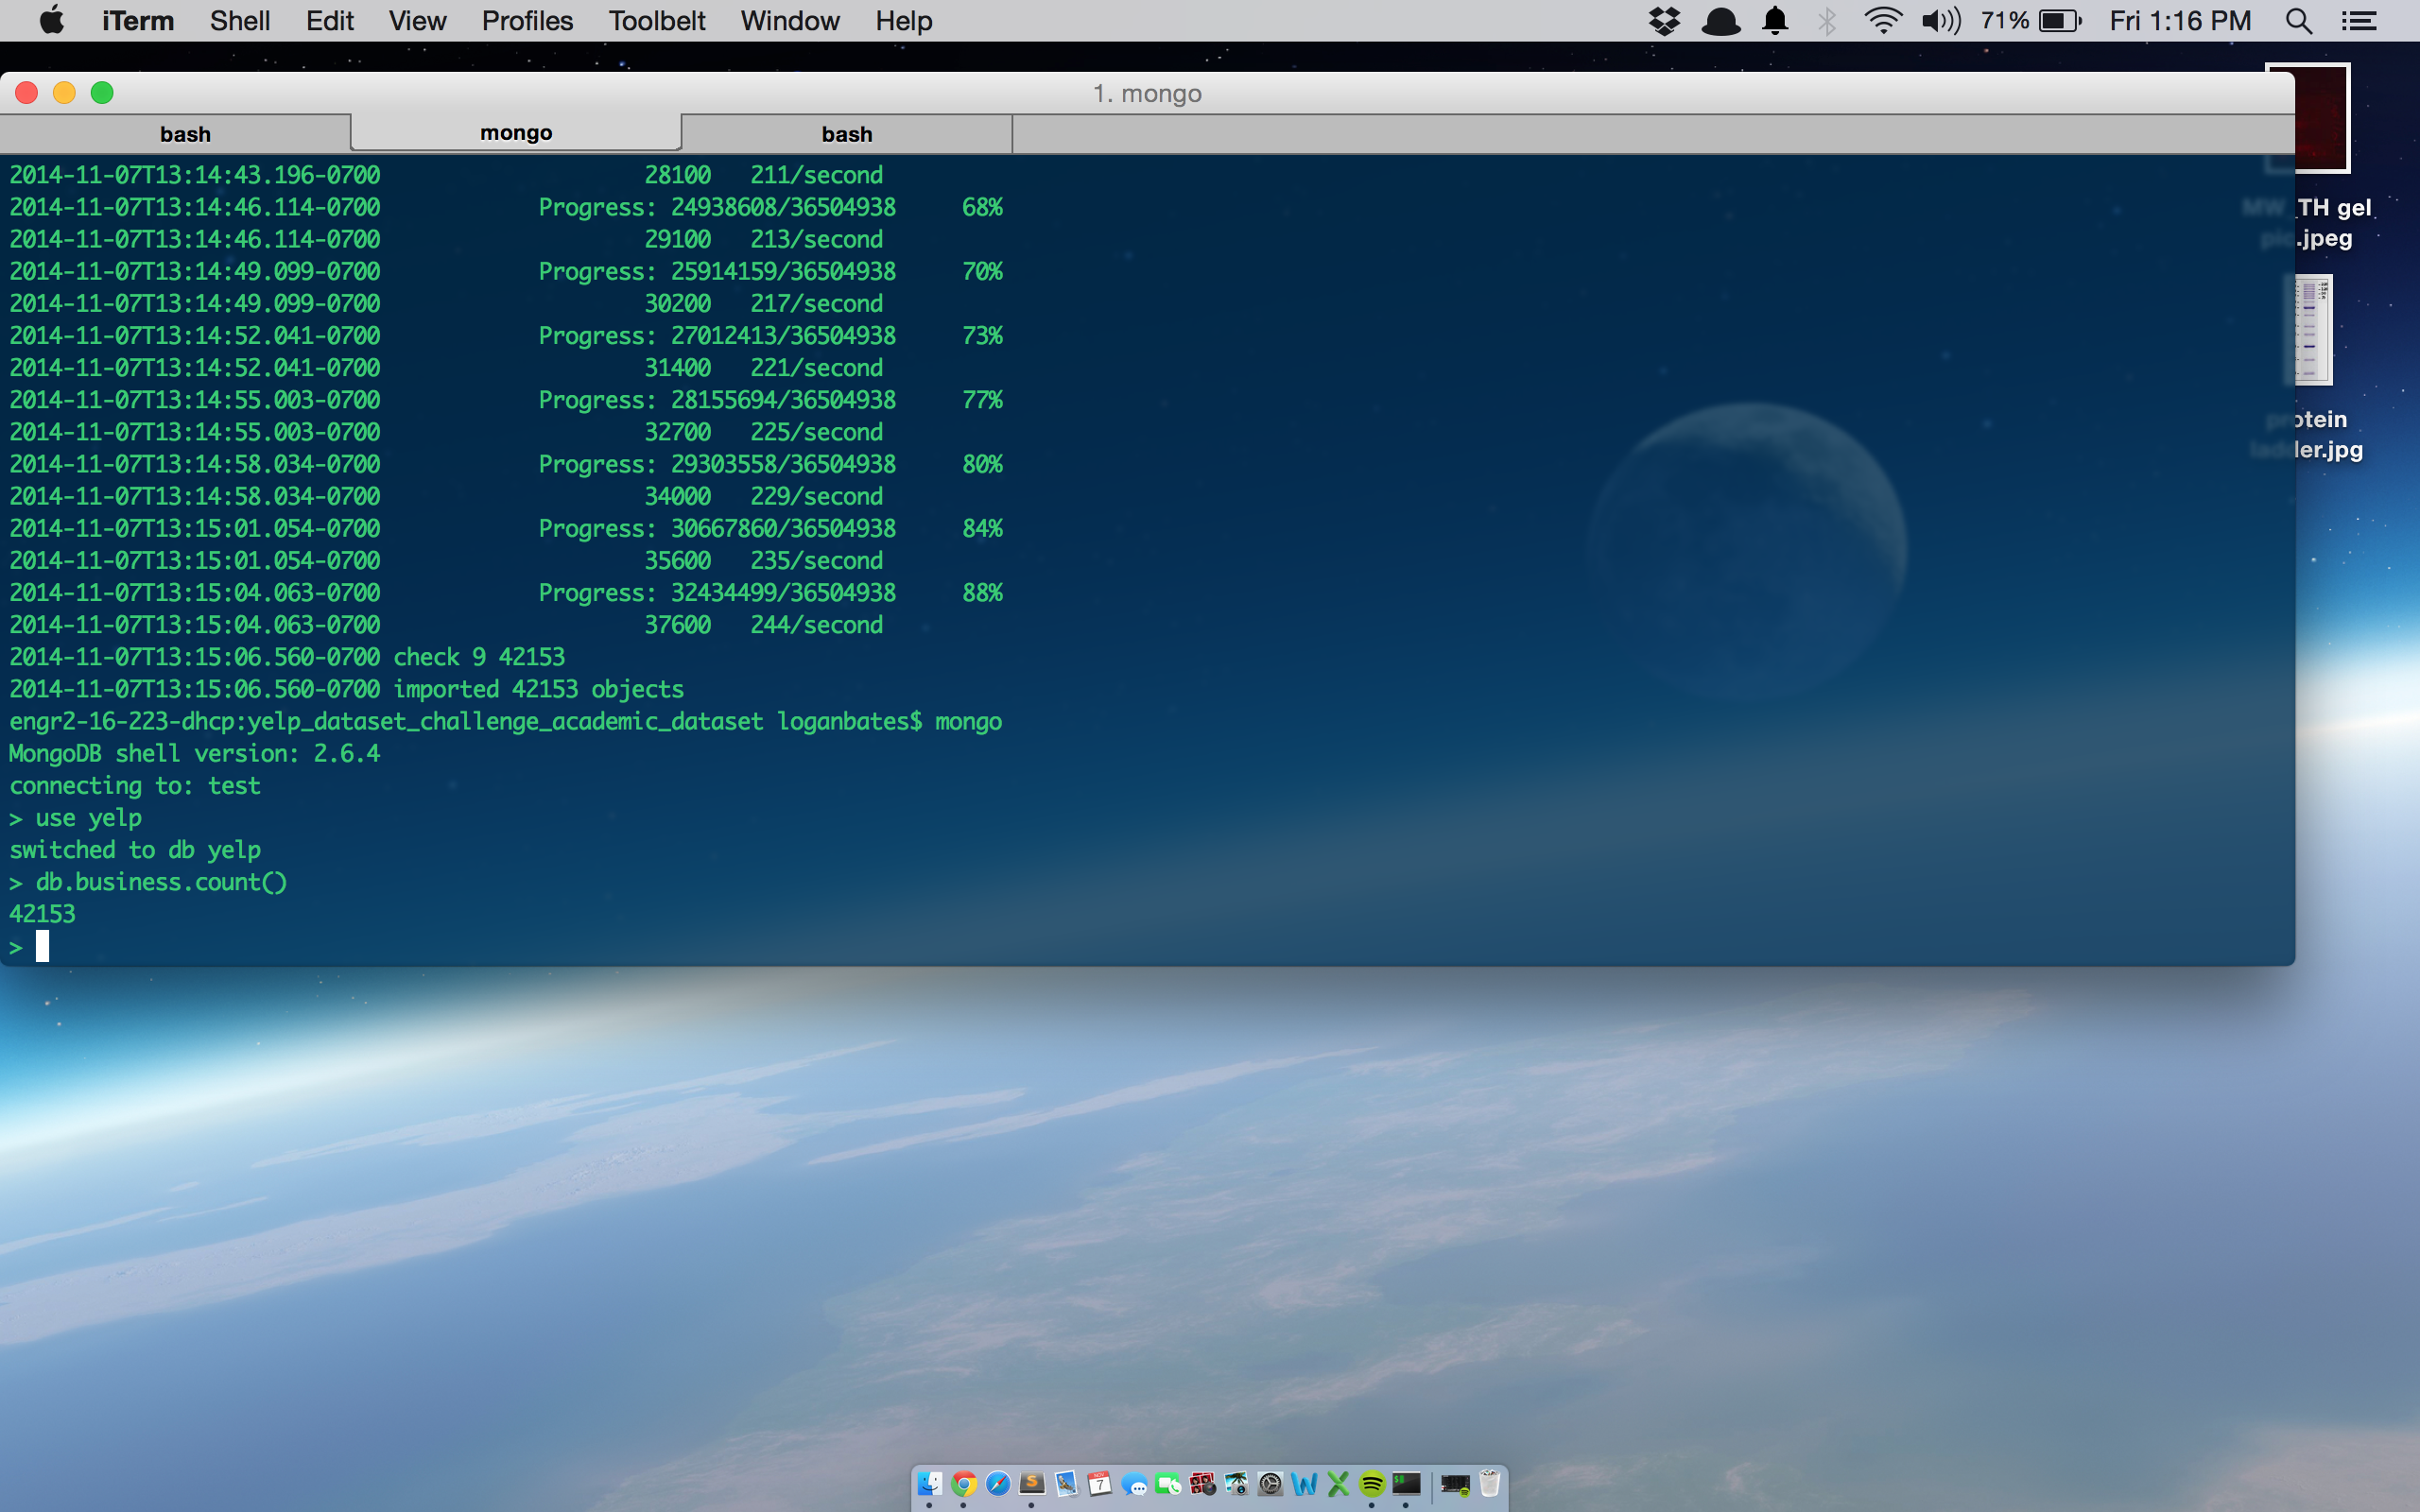 iTerm Shell Edit View Profiles Toolbelt Window Help 71% Fri 1:16 PM
1. mongo
bash mongo bash
2014-11-07T13:14:43.196-0700 28100 211/second
2014-11-07T13:14:46.114-0700 Progress: 24938608/36504938 68%
2014-11-07T13:14:46.114-0700 29100 213/second
2014-11-07T13:14:49.099-0700 Progress: 25914159/36504938 70%
2014-11-07T13:14:49.099-0700 30200 217/second
2014-11-07T13:14:52.041-0700 Progress: 27012413/36504938 73%
2014-11-07T13:14:52.041-0700 31400 221/second
2014-11-07T13:14:55.003-0700 Progress: 28155694/36504938 77%
2014-11-07T13:14:55.003-0700 32700 225/second
2014-11-07T13:14:58.034-0700 Progress: 29303558/36504938 80%
2014-11-07T13:14:58.034-0700 34000 229/second
2014-11-07T13:15:01.054-0700 Progress: 30667860/36504938 84%
2014-11-07T13:15:01.054-0700 35600 235/second
2014-11-07T13:15:04.063-0700 Progress: 32434499/36504938 88%
2014-11-07T13:15:04.063-0700 37600 244/second
2014-11-07T13:15:06.560-0700 check 9 42153
2014-11-07T13:15:06.560-0700 imported 42153 objects
engr2-16-223-dhcp:yelp_dataset_challenge_academic_dataset loganbates$ mongo
MongoDB shell version: 2.6.4
connecting to: test
> use yelp
switched to db yelp
> db.business.count()
42153
>
MW_TH gel
pic.jpeg
protein
ladder.jpg
NOV
7